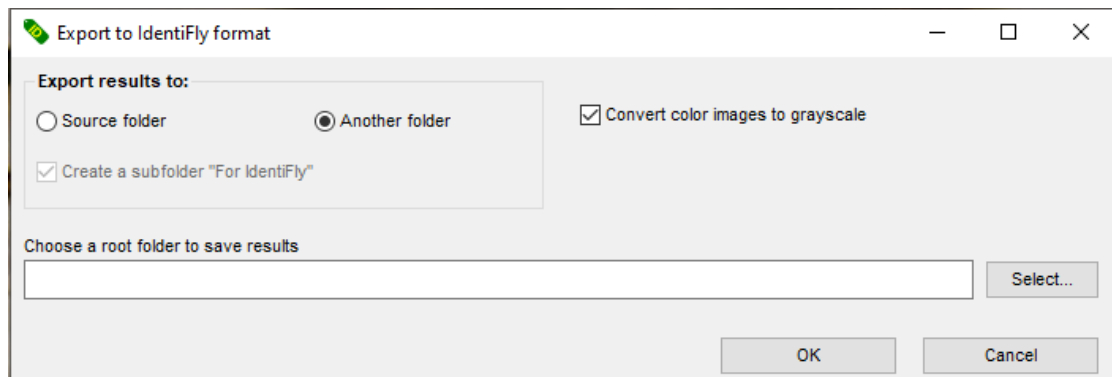 Export to IdentiFly format
Export results to:
Source folder
Another folder
Convert color images to grayscale
Create a subfolder "For IdentiFly"
Choose a root folder to save results
Select...
OK
Cancel